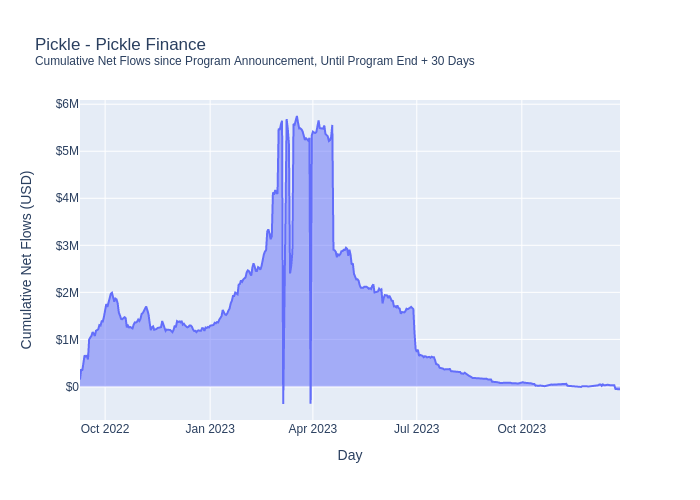 Pickle - Pickle Finance
Cumulative Net Flows since Program Announcement, Until Program End + 30 Days
$6M
$5M
$4M
$3M
$2M
$1M
$0
Cumulative Net Flows (USD)
Oct 2022
Jan 2023
Apr 2023
Jul 2023
Oct 2023
Day